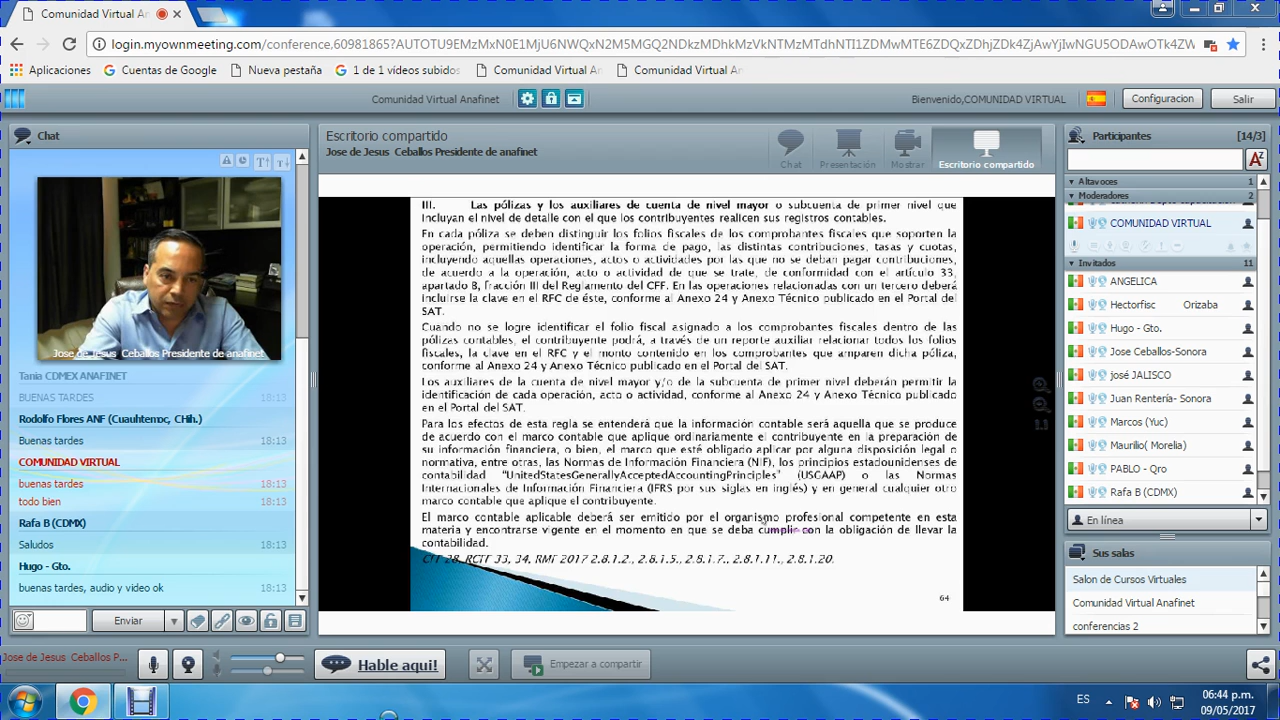 Comunidad Virtual An
login.myownmeeting.com/conference,60981865?AUTOTU9EMzMxN0E1MjU6NWQxN2M5MGQ2NDkzMDhkMzVkNTMzMTdhNTI1ZDMwMTE6ZDQxZDhjZDk4ZjAwYjIwNGU5ODAwOTk4ZWN
Aplicaciones
Cuentas de Google
Nueva pestaña
1 de 1 vídeos subidos
Comunidad Virtual An
Comunidad Virtual An
Comunidad Virtual Anafinet
Bienvenido,COMUNIDAD VIRTUAL
Configuracion
Salir
Chat
Jose de Jesus Ceballos Presidente de anafinet
Tania CDMEX ANAFINET
BUENAS TARDES 18:13
Rodolfo Flores ANF (Cuauhtemoc, CHih.)
Buenas tardes 18:13
COMUNIDAD VIRTUAL
buenas tardes 18:13
todo bien 18:13
Rafa B (CDMX)
Saludos 18:13
Hugo - Gto.
buenas tardes, audio y video ok 18:13
Enviar
Escritorio compartido
Jose de Jesus Ceballos Presidente de anafinet
Chat
Presentación
Mostrar
Escritorio compartido
III. Las pólizas y los auxiliares de cuenta de nivel mayor o subcuenta de primer nivel que
incluyan el nivel de detalle con el que los contribuyentes realicen sus registros contables.
En cada póliza se deben distinguir los folios fiscales de los comprobantes fiscales que soporten la
operación, permitiendo identificar la forma de pago, las distintas contribuciones, tasas y cuotas,
incluyendo aquellas operaciones, actos o actividades por las que no se deban pagar contribuciones,
de acuerdo a la operación, acto o actividad de que se trate, de conformidad con el artículo 33,
apartado B, fracción III del Reglamento del CFF. En las operaciones relacionadas con un tercero deberá
incluirse la clave en el RFC de éste, conforme al Anexo 24 y Anexo Técnico publicado en el Portal del
SAT.
Cuando no se logre identificar el folio fiscal asignado a los comprobantes fiscales dentro de las
pólizas contables, el contribuyente podrá, a través de un reporte auxiliar relacionar todos los folios
fiscales, la clave en el RFC y el monto contenido en los comprobantes que amparen dicha póliza,
conforme al Anexo 24 y Anexo Técnico publicado en el Portal del SAT.
Los auxiliares de la cuenta de nivel mayor y/o de la subcuenta de primer nivel deberán permitir la
identificación de cada operación, acto o actividad, conforme al Anexo 24 y Anexo Técnico publicado
en el Portal del SAT.
Para los efectos de esta regla se entenderá que la información contable será aquella que se produce
de acuerdo con el marco contable que aplique ordinariamente el contribuyente en la preparación de
su información financiera, o bien, el marco que esté obligado aplicar por alguna disposición legal o
normativa, entre otras, las Normas de Información Financiera (NIF), los principios estadounidenses de
contabilidad "UnitedStatesGenerallyAcceptedAccountingPrinciples" (USGAAP) o las Normas
Internacionales de Información Financiera (IFRS por sus siglas en inglés) y en general cualquier otro
marco contable que aplique el contribuyente.
El marco contable aplicable deberá ser emitido por el organismo profesional competente en esta
materia y encontrarse vigente en el momento en que se deba cumplir con la obligación de llevar la
contabilidad.
CFF 28, RCFF 33, 34, RMF 2017 2.8.1.2., 2.8.1.5., 2.8.1.7., 2.8.1.11., 2.8.1.20.
64
Participantes [14/3]
Altavoces 1
Moderadores 2
COMUNIDAD VIRTUAL
Invitados 11
ANGELICA
Hectorfisc Orizaba
Hugo - Gto.
Jose Ceballos-Sonora
josé JALISCO
Juan Rentería- Sonora
Marcos (Yuc)
Maurilio( Morelia)
PABLO - Qro
Rafa B (CDMX)
En línea
Sus salas
Salon de Cursos Virtuales
Comunidad Virtual Anafinet
conferencias 2
Jose de Jesus Ceballos P...
Hable aqui!
Empezar a compartir
ES
06:44 p.m.
09/05/2017